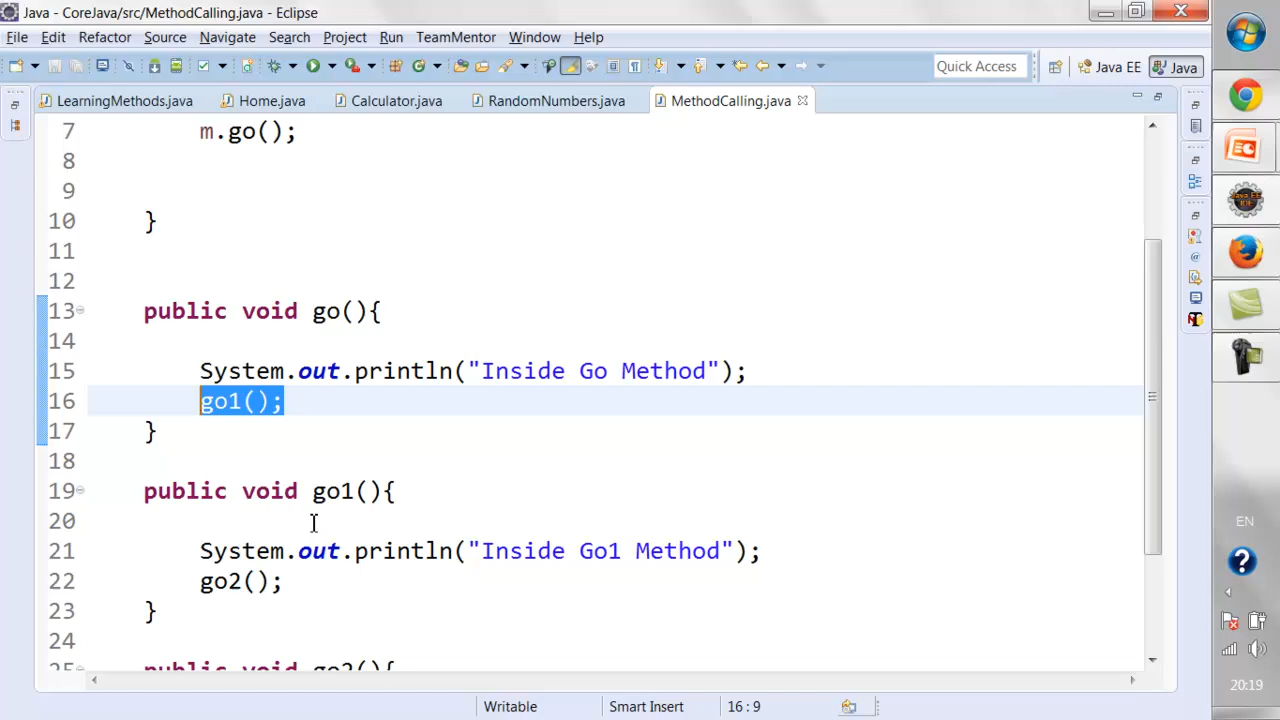 Java - CoreJava/src/MethodCalling.java - Eclipse
File Edit Refactor Source Navigate Search Project Run TeamMentor Window Help
Quick Access Java EE Java
LearningMethods.java Home.java Calculator.java RandomNumbers.java MethodCalling.java
7 m.go();
8
9
10 }
11
12
13 public void go(){
14
15 System.out.println("Inside Go Method");
16 go1();
17 }
18
19 public void go1(){
20
21 System.out.println("Inside Go1 Method");
22 go2();
23 }
24
25 public void go2(){
Writable Smart Insert 16 : 9
EN
20:19